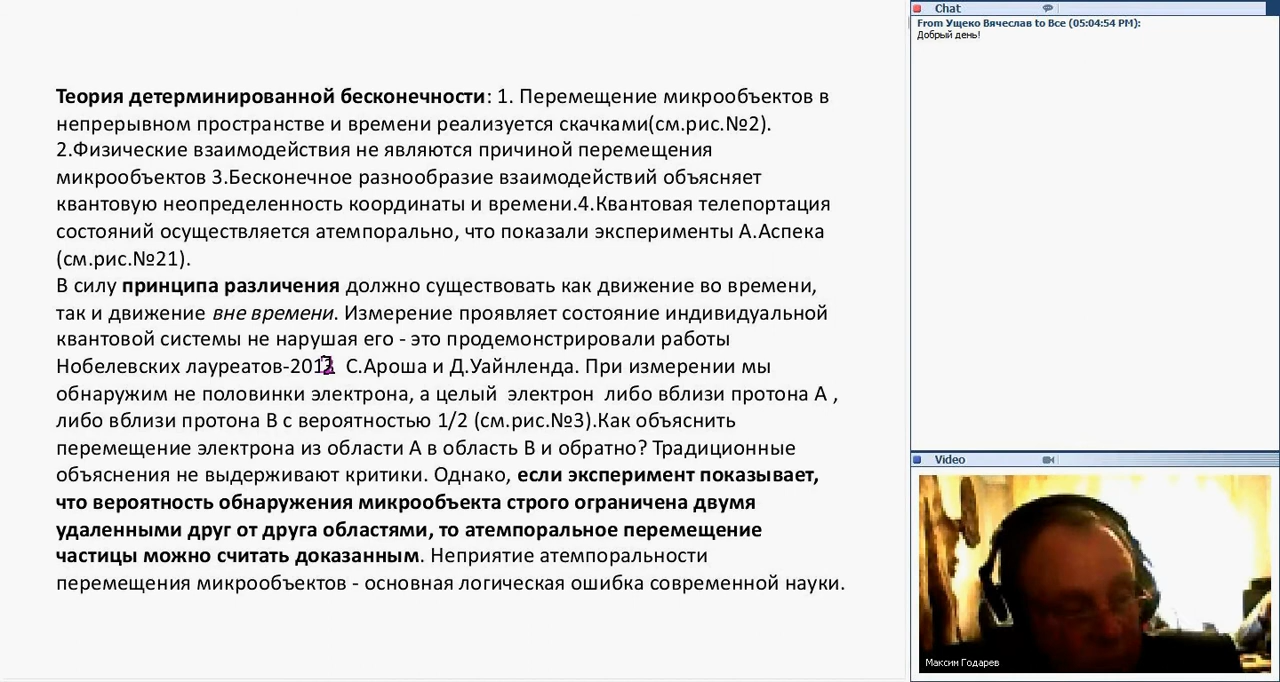 Теория детерминированной бесконечности: 1. Перемещение микрообъектов в
непрерывном пространстве и времени реализуется скачками(см.рис.№2).
2.Физические взаимодействия не являются причиной перемещения
микрообъектов 3.Бесконечное разнообразие взаимодействий объясняет
квантовую неопределенность координаты и времени.4.Квантовая телепортация
состояний осуществляется атемпорально, что показали эксперименты А.Аспека
(см.рис.№21).
В силу принципа различения должно существовать как движение во времени,
так и движение вне времени. Измерение проявляет состояние индивидуальной
квантовой системы не нарушая его - это продемонстрировали работы
Нобелевских С.Ароша и Д.Уайнленда. При измерении мы
обнаружим не половинки электрона, а целый электрон либо вблизи протона А ,
либо вблизи протона В с вероятностью 1/2 (см.рис.№3).Как объяснить
перемещение электрона из области А в область В и обратно? Традиционные
объяснения не выдерживают критики. Однако, если эксперимент показывает,
что вероятность обнаружения микрообъекта строго ограничена двумя
удаленными друг от друга областями, то атемпоральное перемещение
частицы можно считать доказанным. Неприятие атемпоральности
перемещения микрообъектов - основная логическая ошибка современной науки.
Chat
From Ущеко Вячеслав to Все (05:04:54 PM):
Добрый день!
Video
Максим Годарев